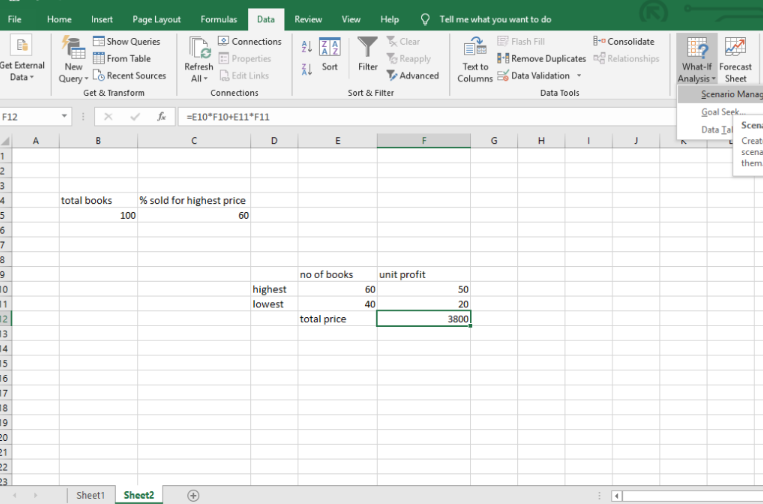 File Home Insert Page Layout Formulas Data Review View Help Tell me what you want to do
Show Queries Connections Clear Flash Fill Consolidate
From Table Properties Reapply Remove Duplicates Relationships
Get External Data New Query Recent Sources Refresh All Edit Links Sort Filter Advanced Text to Columns Data Validation What-If Analysis Forecast Sheet
Get & Transform Connections Sort & Filter Data Tools
Scenario Manag
Goal Seek...
Data Ta
Scena
Create
scena
them.
F12 fx =E10*F10+E11*F11
A B C D E F G H I J K L
1
2
3
4 total books % sold for highest price
5 100 60
6
7
8
9 no of books unit profit
10 highest 60 50
11 lowest 40 20
12 total price 3800
13
14
15
16
17
18
19
20
21
22
23
Sheet1 Sheet2